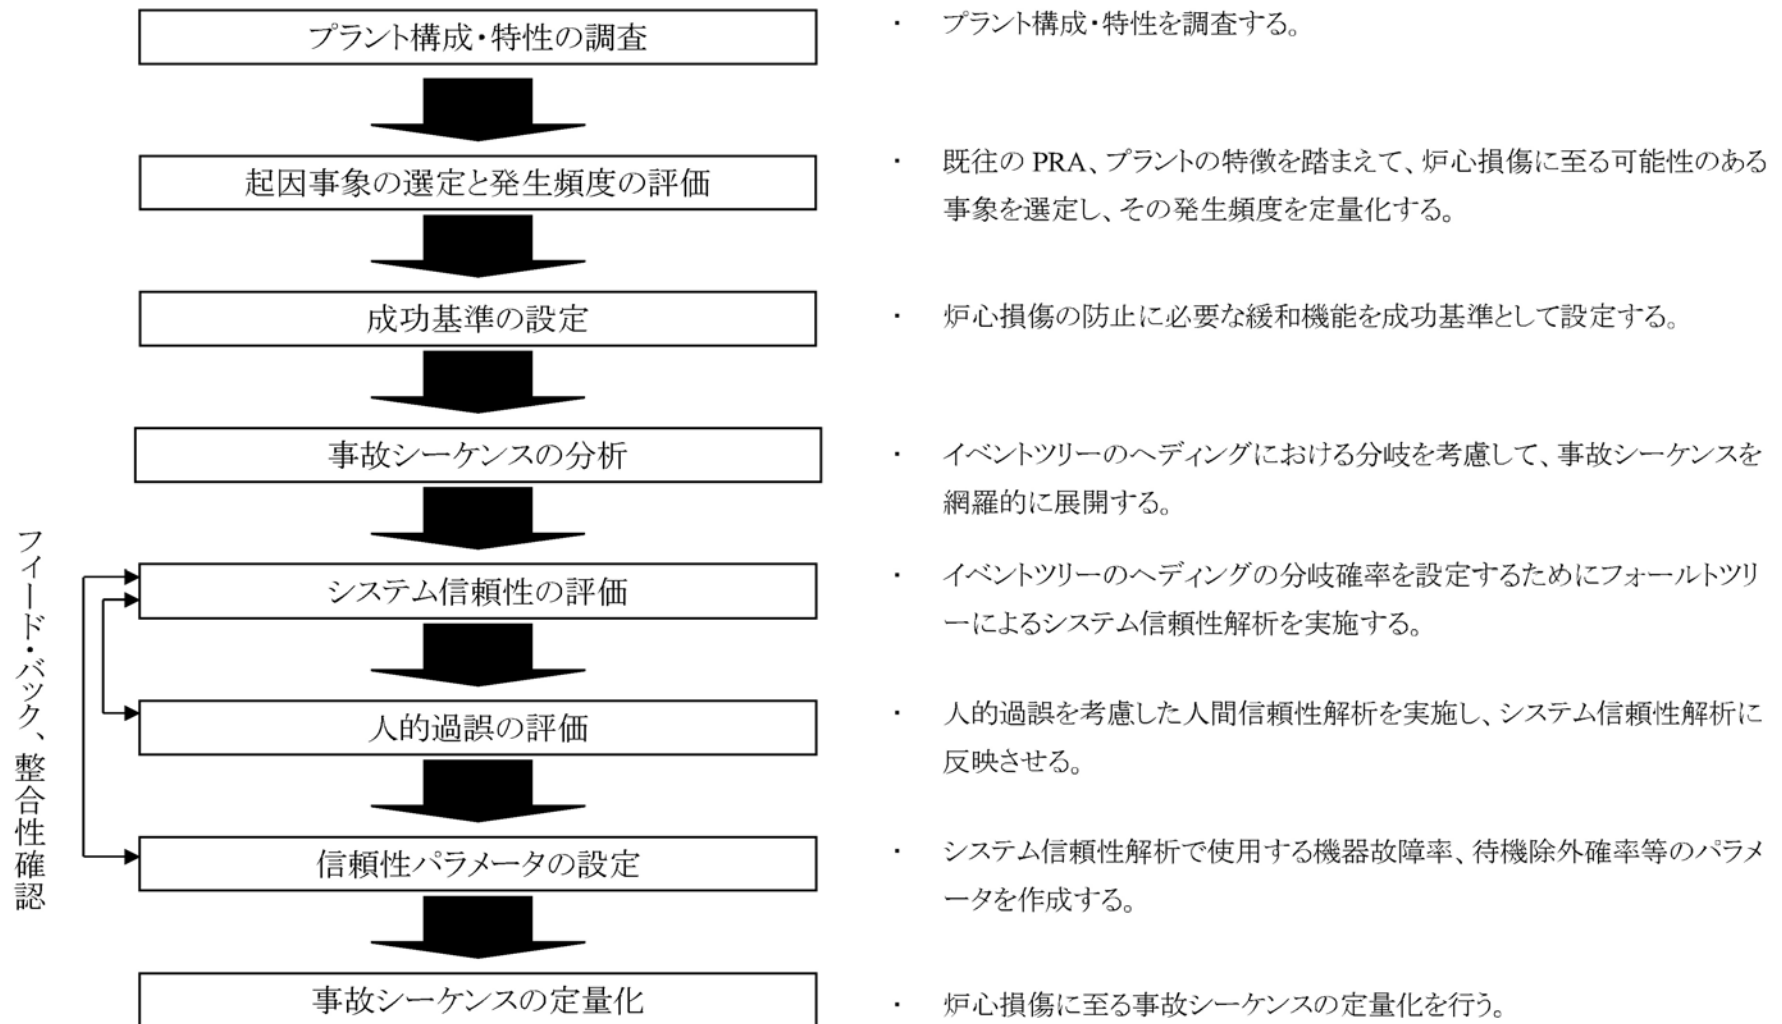 プラント構成・特性の調査
・ プラント構成・特性を調査する。
起因事象の選定と発生頻度の評価
・ 既往の PRA、プラントの特徴を踏まえて、炉心損傷に至る可能性のある
事象を選定し、その発生頻度を定量化する。
成功基準の設定
・ 炉心損傷の防止に必要な緩和機能を成功基準として設定する。
事故シーケンスの分析
・ イベントツリーのヘディングにおける分岐を考慮して、事故シーケンスを
網羅的に展開する。
フィード・バック、整合性確認
システム信頼性の評価
・ イベントツリーのヘディングの分岐確率を設定するためにフォールトツリ
ーによるシステム信頼性解析を実施する。
人的過誤の評価
・ 人的過誤を考慮した人間信頼性解析を実施し、システム信頼性解析に
反映させる。
信頼性パラメータの設定
・ システム信頼性解析で使用する機器故障率、待機除外確率等のパラメ
ータを作成する。
事故シーケンスの定量化
・ 炉心損傷に至る事故シーケンスの定量化を行う。